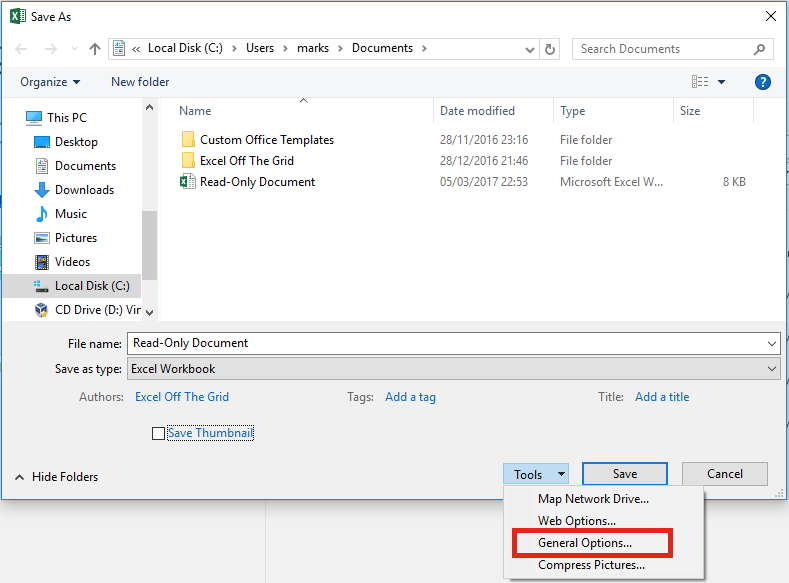 Save As
« Local Disk (C:) > Users > marks > Documents >
Search Documents
Organize
New folder
?
This PC
Desktop
Documents
Downloads
Music
Pictures
Videos
Local Disk (C:)
CD Drive (D:) Vir
Name Date modified Type Size
Custom Office Templates 28/11/2016 23:16 File folder
Excel Off The Grid 28/12/2016 21:46 File folder
Read-Only Document 05/03/2017 22:53 Microsoft Excel W... 8 KB
File name: Read-Only Document
Save as type: Excel Workbook
Authors: Excel Off The Grid Tags: Add a tag Title: Add a title
Save Thumbnail
Hide Folders
Tools Save Cancel
Map Network Drive...
Web Options...
General Options...
Compress Pictures...